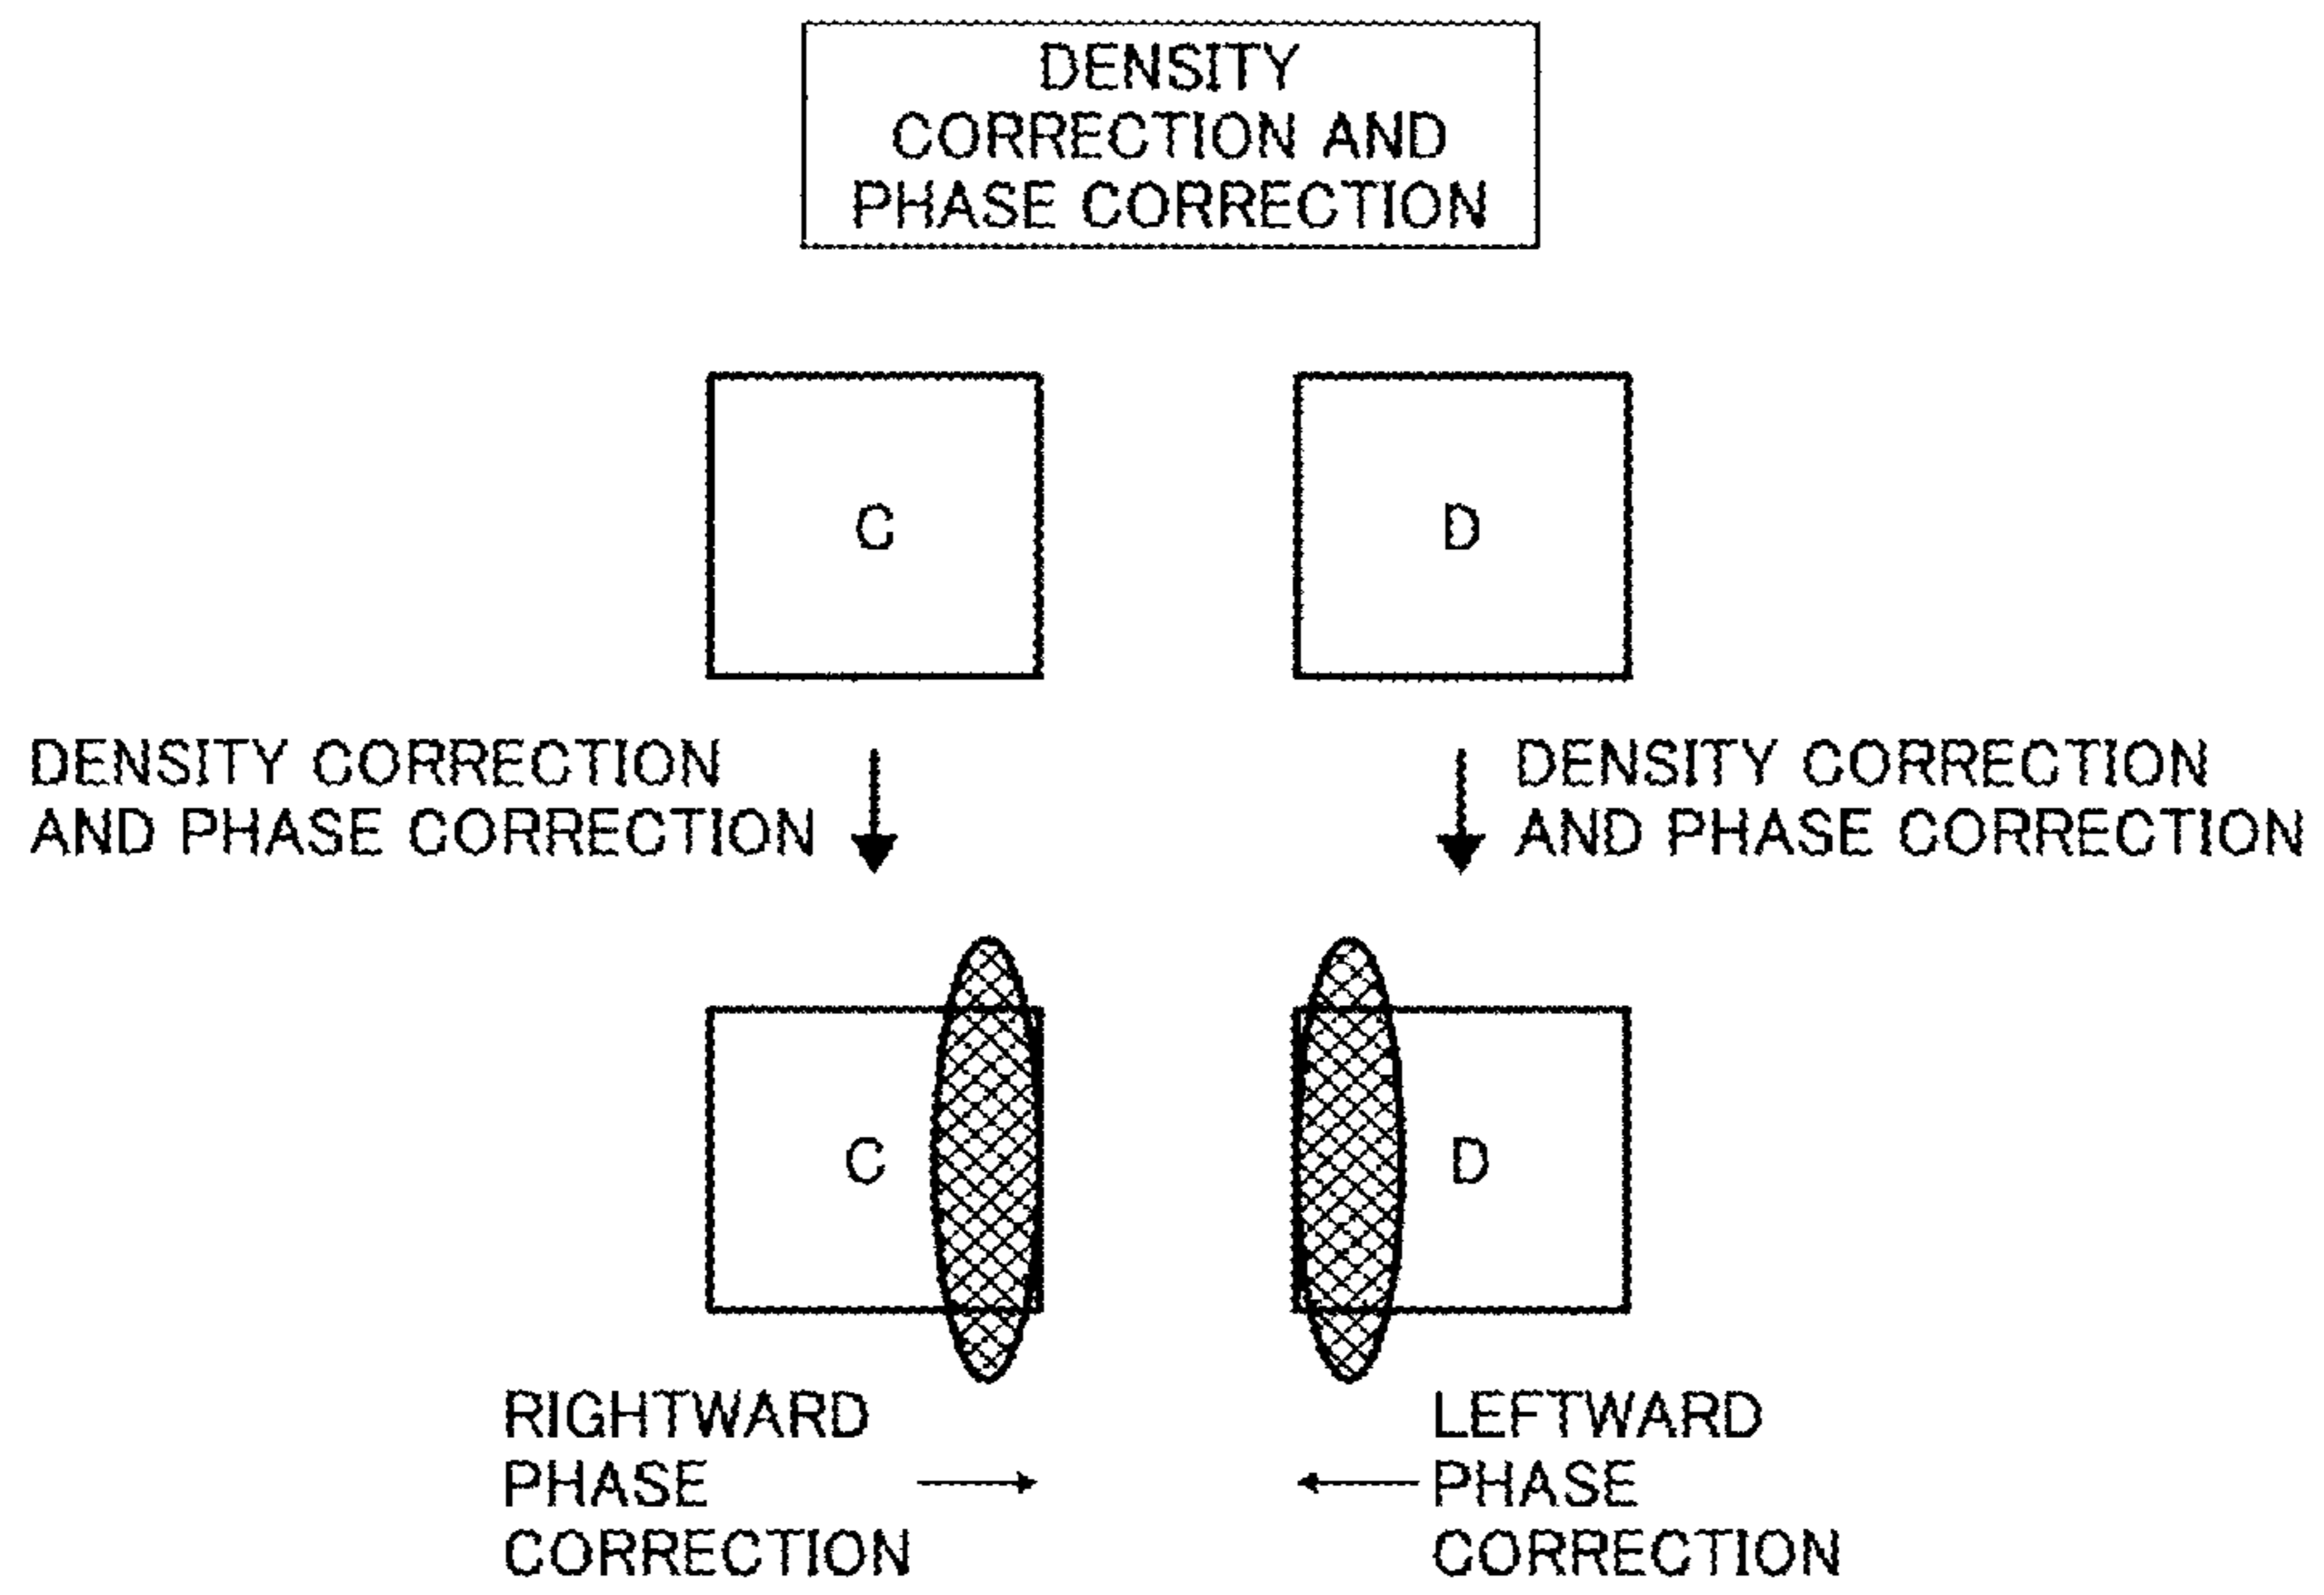 DENSITY
CORRECTION AND
PHASE CORRECTION
C
D
DENSITY CORRECTION
AND PHASE CORRECTION
DENSITY CORRECTION
AND PHASE CORRECTION
C
D
RIGHTWARD
PHASE
CORRECTION
LEFTWARD
PHASE
CORRECTION